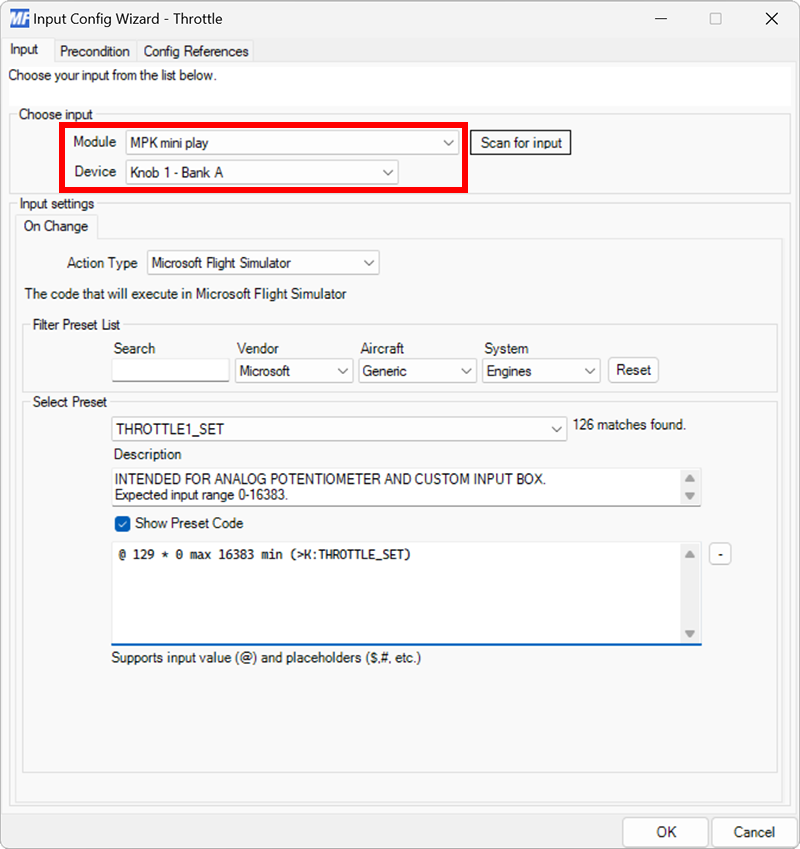 MF Input Config Wizard - Throttle
Input Precondition Config References
Choose your input from the list below.
Choose input
Module MPK mini play Scan for input
Device Knob 1 - Bank A
Input settings
On Change
Action Type Microsoft Flight Simulator
The code that will execute in Microsoft Flight Simulator
Filter Preset List
Search Vendor Aircraft System
Microsoft Generic Engines Reset
Select Preset
THROTTLE1_SET 126 matches found.
Description
INTENDED FOR ANALOG POTENTIOMETER AND CUSTOM INPUT BOX.
Expected input range 0-16383.
Show Preset Code
@ 129 * 0 max 16383 min (>K:THROTTLE_SET) -
Supports input value (@) and placeholders ($,#, etc.)
OK Cancel